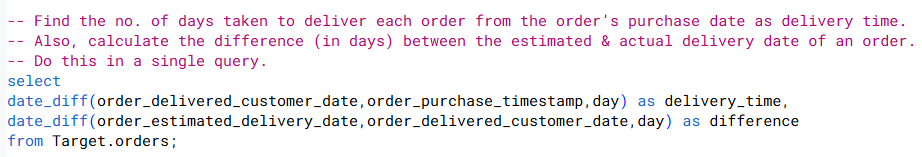 -- Find the no. of days taken to deliver each order from the order's purchase date as delivery time.
-- Also, calculate the difference (in days) between the estimated & actual delivery date of an order.
-- Do this in a single query.
select
date_diff(order_delivered_customer_date,order_purchase_timestamp,day) as delivery_time,
date_diff(order_estimated_delivery_date,order_delivered_customer_date,day) as difference
from Target.orders;